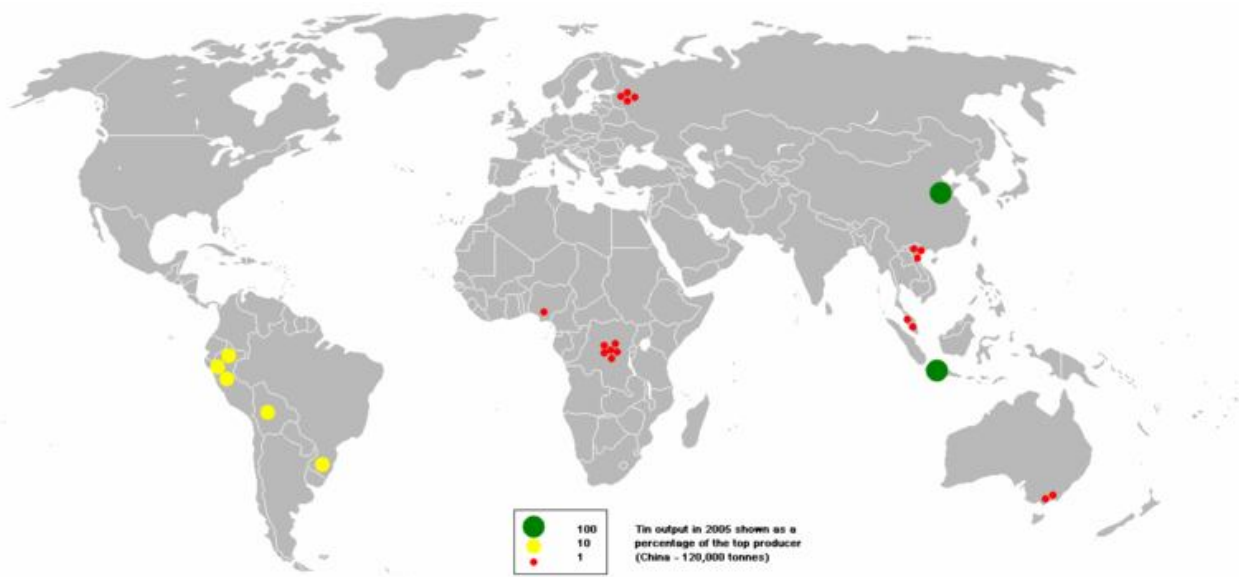 100
10
1
Tin output in 2005 shown as a
percentage of the top producer
(China - 120,000 tonnes)